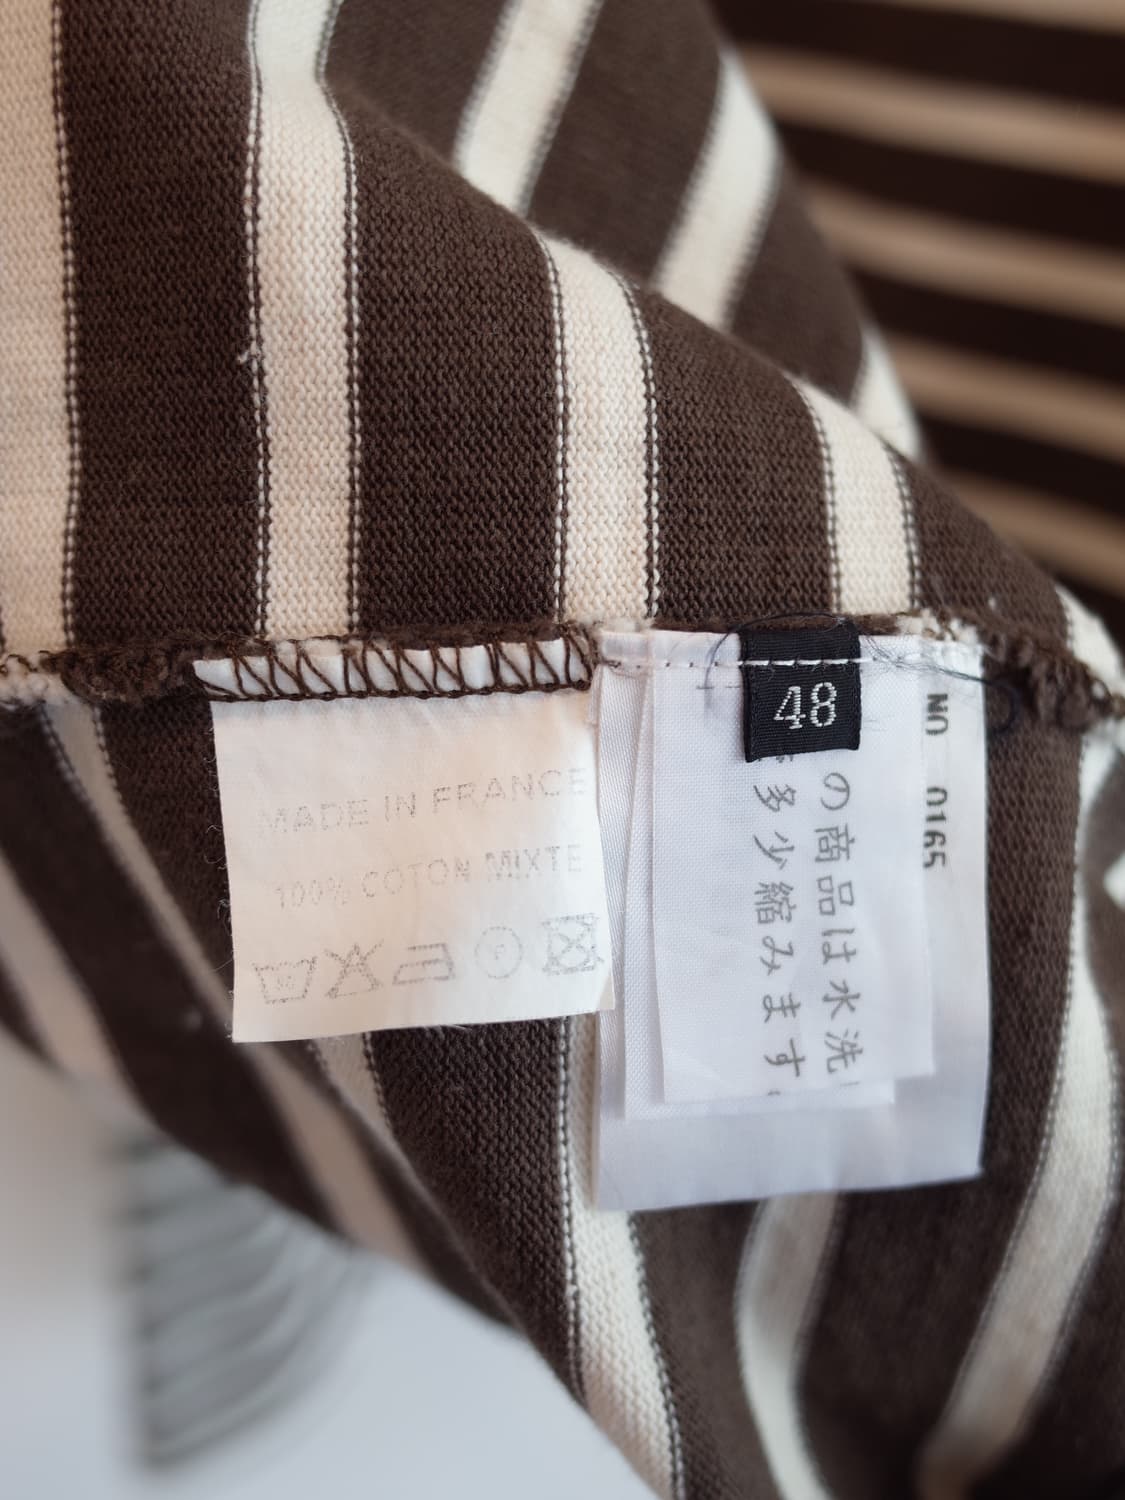 MADE IN FRANCE
100% COTON MIXTE
48
の商品は水洗
多少縮みます。
NO 0165